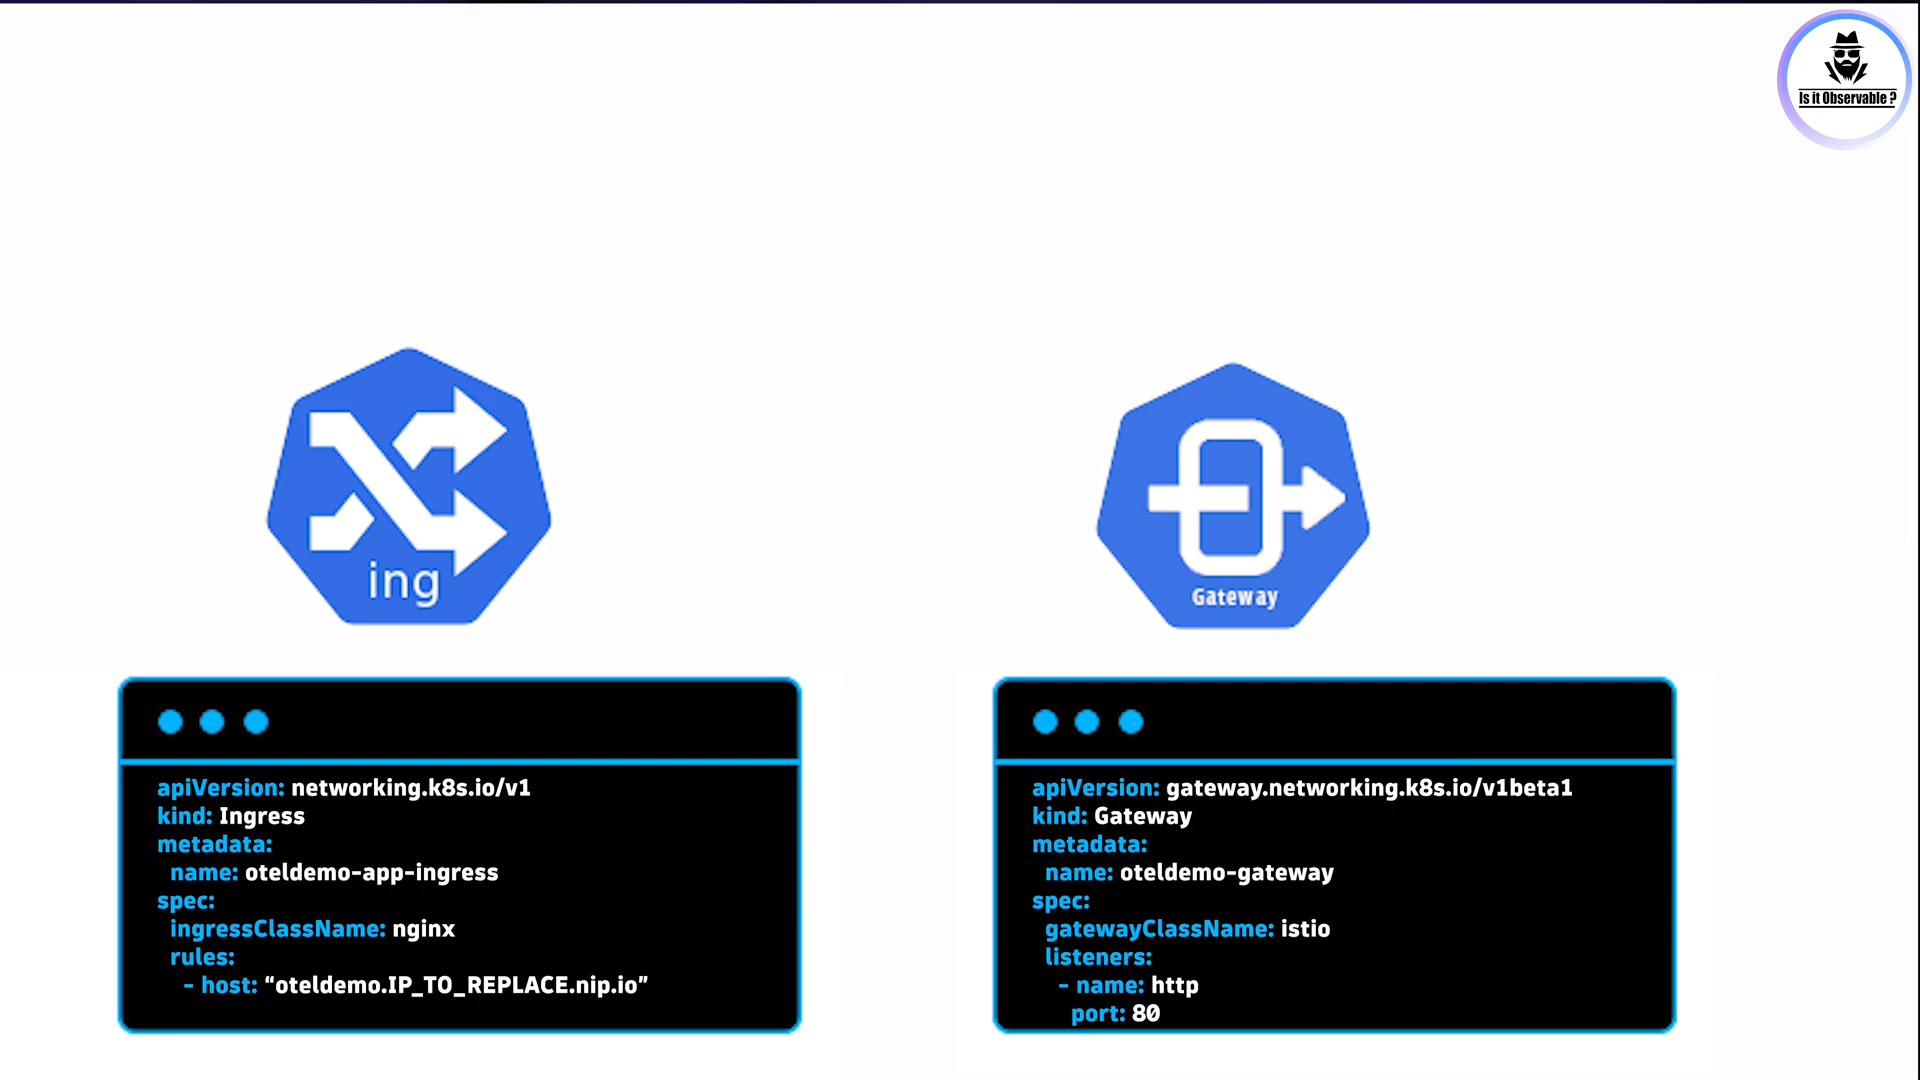 Is it Observable ?
ing
Gateway
apiVersion: networking.k8s.io/v1
kind: Ingress
metadata:
  name: oteldemo-app-ingress
spec:
  ingressClassName: nginx
  rules:
    - host: “oteldemo.IP_TO_REPLACE.nip.io”
apiVersion: gateway.networking.k8s.io/v1beta1
kind: Gateway
metadata:
  name: oteldemo-gateway
spec:
  gatewayClassName: istio
  listeners:
    - name: http
      port: 80